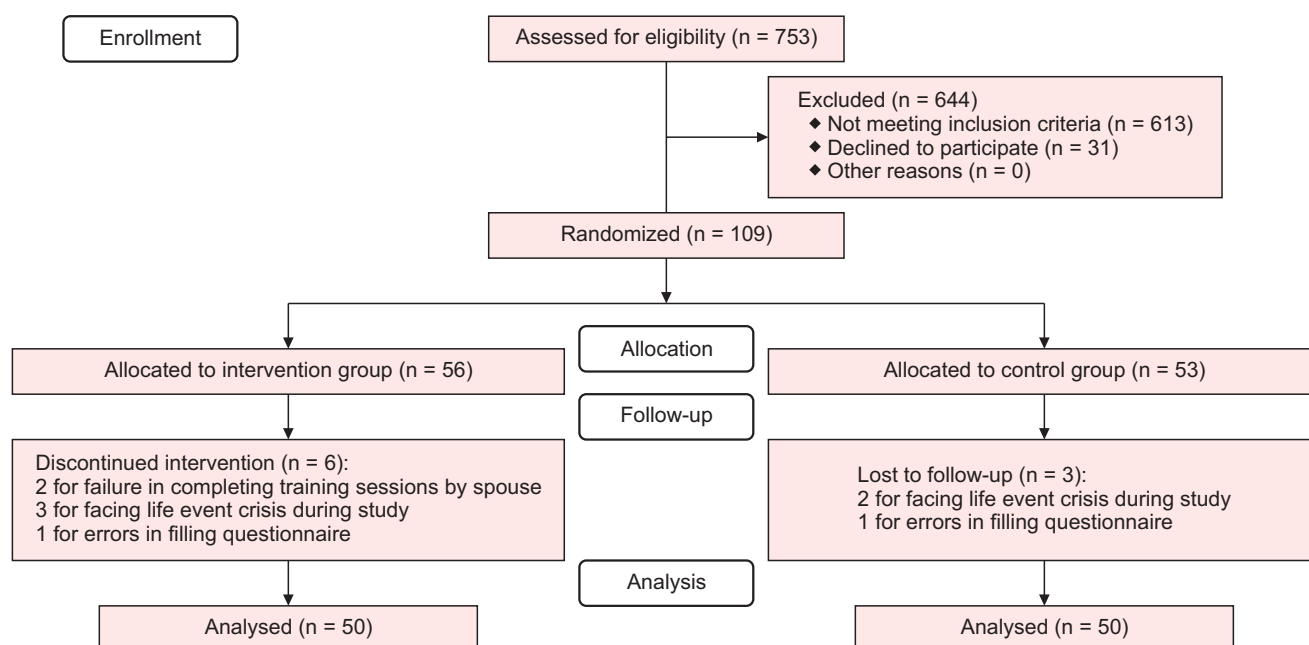 Enrollment
Assessed for eligibility (n = 753)
Excluded (n = 644)
◆ Not meeting inclusion criteria (n = 613)
◆ Declined to participate (n = 31)
◆ Other reasons (n = 0)
Randomized (n = 109)
Allocation
Allocated to intervention group (n = 56)
Allocated to control group (n = 53)
Follow-up
Discontinued intervention (n = 6):
2 for failure in completing training sessions by spouse
3 for facing life event crisis during study
1 for errors in filling questionnaire
Lost to follow-up (n = 3):
2 for facing life event crisis during study
1 for errors in filling questionnaire
Analysis
Analysed (n = 50)
Analysed (n = 50)